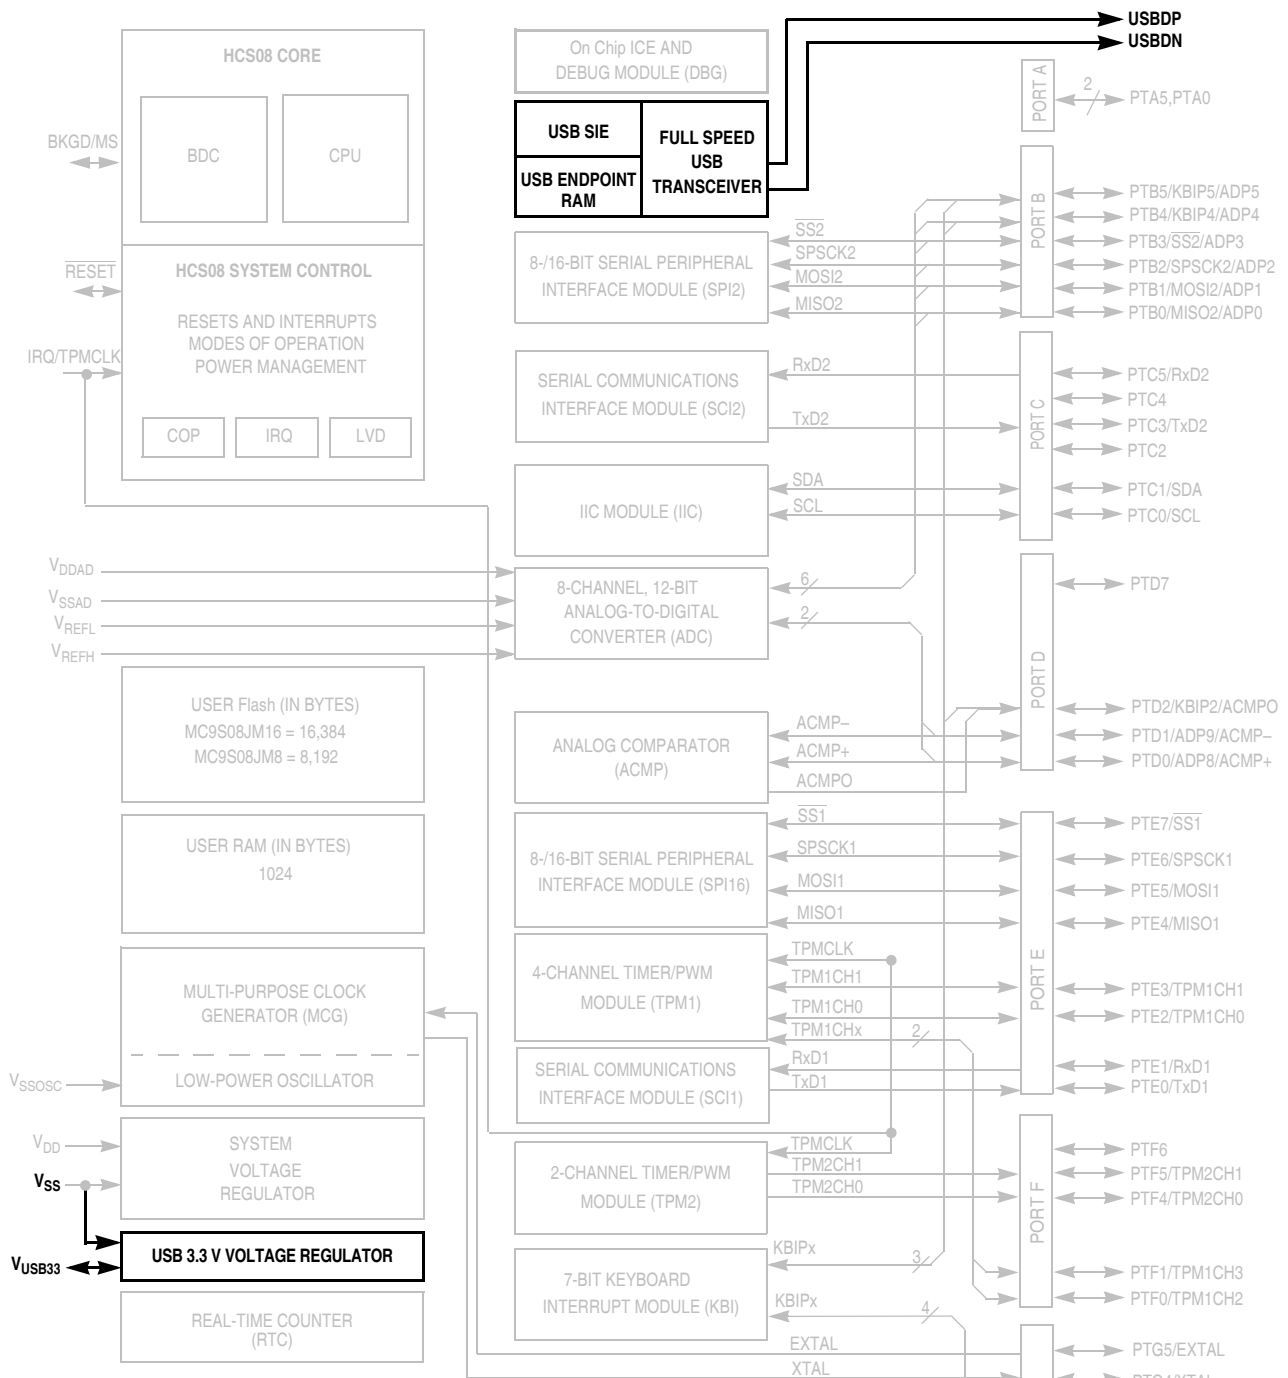 USBDP
USBDN
HCS08 CORE
BDC
CPU
BKGD/MS
On Chip ICE AND
DEBUG MODULE (DBG)
USB SIE
USB ENDPOINT
RAM
FULL SPEED
USB
TRANSCEIVER
PORT A
2
PTA5,PTA0
HCS08 SYSTEM CONTROL
RESET
RESETS AND INTERRUPTS
MODES OF OPERATION
POWER MANAGEMENT
IRQ/TPMCLK
COP
IRQ
LVD
8-/16-BIT SERIAL PERIPHERAL
INTERFACE MODULE (SPI2)
SS2
SPSCK2
MOSI2
MISO2
PORT B
PTB5/KBIP5/ADP5
PTB4/KBIP4/ADP4
PTB3/SS2/ADP3
PTB2/SPSCK2/ADP2
PTB1/MOSI2/ADP1
PTB0/MISO2/ADP0
SERIAL COMMUNICATIONS
INTERFACE MODULE (SCI2)
RxD2
TxD2
PORT C
PTC5/RxD2
PTC4
PTC3/TxD2
PTC2
PTC1/SDA
PTC0/SCL
IIC MODULE (IIC)
SDA
SCL
VDDAD
VSSAD
VREFL
VREFH
8-CHANNEL, 12-BIT
ANALOG-TO-DIGITAL
CONVERTER (ADC)
6
2
PORT D
PTD7
PTD2/KBIP2/ACMPO
PTD1/ADP9/ACMP–
PTD0/ADP8/ACMP+
USER Flash (IN BYTES)
MC9S08JM16 = 16,384
MC9S08JM8 = 8,192
ANALOG COMPARATOR
(ACMP)
ACMP–
ACMP+
ACMPO
USER RAM (IN BYTES)
1024
8-/16-BIT SERIAL PERIPHERAL
INTERFACE MODULE (SPI16)
SS1
SPSCK1
MOSI1
MISO1
PORT E
PTE7/SS1
PTE6/SPSCK1
PTE5/MOSI1
PTE4/MISO1
PTE3/TPM1CH1
PTE2/TPM1CH0
PTE1/RxD1
PTE0/TxD1
MULTI-PURPOSE CLOCK
GENERATOR (MCG)
LOW-POWER OSCILLATOR
VSSOSC
4-CHANNEL TIMER/PWM
MODULE (TPM1)
TPMCLK
TPM1CH1
TPM1CH0
TPM1CHx
2
SERIAL COMMUNICATIONS
INTERFACE MODULE (SCI1)
RxD1
TxD1
VDD
VSS
SYSTEM
VOLTAGE
REGULATOR
2-CHANNEL TIMER/PWM
MODULE (TPM2)
TPMCLK
TPM2CH1
TPM2CH0
PORT F
PTF6
PTF5/TPM2CH1
PTF4/TPM2CH0
PTF1/TPM1CH3
PTF0/TPM1CH2
VUSB33
USB 3.3 V VOLTAGE REGULATOR
7-BIT KEYBOARD
INTERRUPT MODULE (KBI)
KBIPx
3
KBIPx
4
REAL-TIME COUNTER
(RTC)
EXTAL
XTAL
PTG5/EXTAL